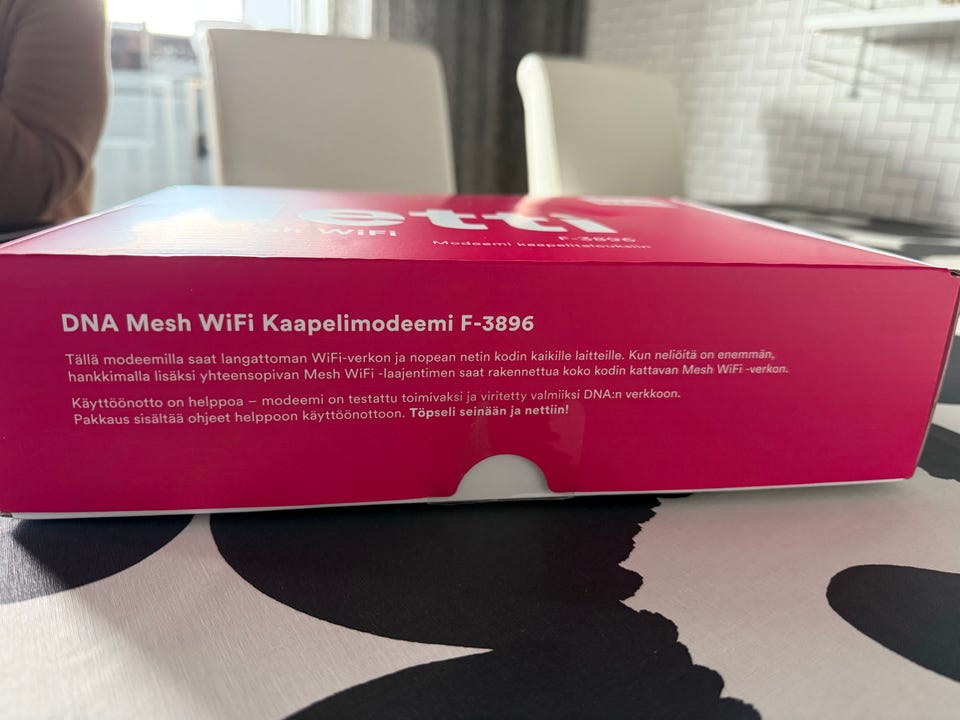 etti
Mesh WiFi
F-3896
Modeemi kaapelitalouksiin
DNA Mesh WiFi Kaapelimodeemi F-3896
Tällä modeemilla saat langattoman WiFi-verkon ja nopean netin kodin kaikille laitteille. Kun neliöitä on enemmän,
hankkimalla lisäksi yhteensopivan Mesh WiFi -laajentimen saat rakennettua koko kodin kattavan Mesh WiFi -verkon.
Käyttöönotto on helppoa – modeemi on testattu toimivaksi ja viritetty valmiiksi DNA:n verkkoon.
Pakkaus sisältää ohjeet helppoon käyttöönottoon. Töpseli seinään ja nettiin!